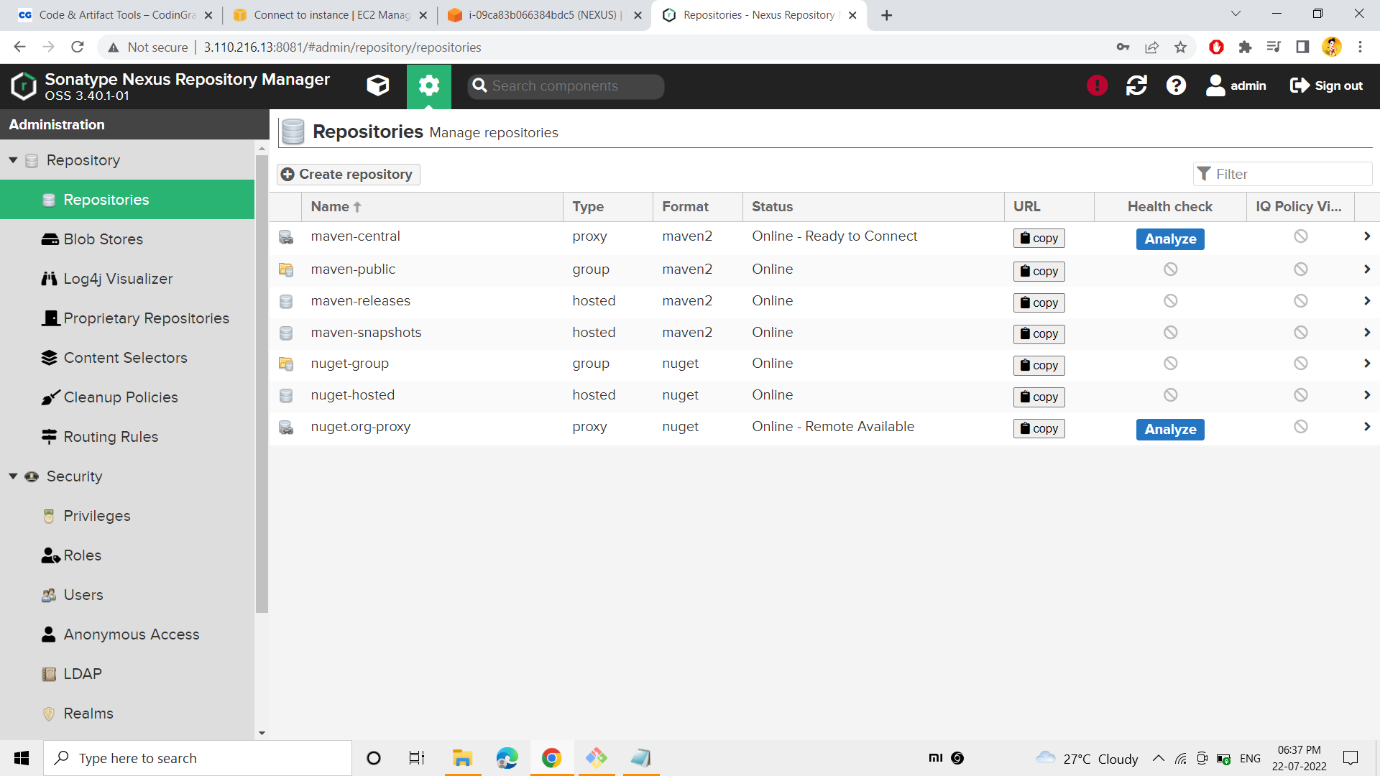 CG Code & Artifact Tools – CodinGra
Connect to instance | EC2 Manag
i-09ca83b066384bdc5 (NEXUS) |
Repositories - Nexus Repository
Not secure | 3.110.216.13:8081/#admin/repository/repositories
Sonatype Nexus Repository Manager
OSS 3.40.1-01
Search components
admin
Sign out
Administration
Repository
Repositories
Blob Stores
Log4j Visualizer
Proprietary Repositories
Content Selectors
Cleanup Policies
Routing Rules
Security
Privileges
Roles
Users
Anonymous Access
LDAP
Realms
Repositories Manage repositories
Create repository
Filter
Name Type Format Status URL Health check IQ Policy Vi...
maven-central proxy maven2 Online - Ready to Connect copy Analyze
maven-public group maven2 Online copy
maven-releases hosted maven2 Online copy
maven-snapshots hosted maven2 Online copy
nuget-group group nuget Online copy
nuget-hosted hosted nuget Online copy
nuget.org-proxy proxy nuget Online - Remote Available copy Analyze
Type here to search
27°C Cloudy
ENG
06:37 PM
22-07-2022